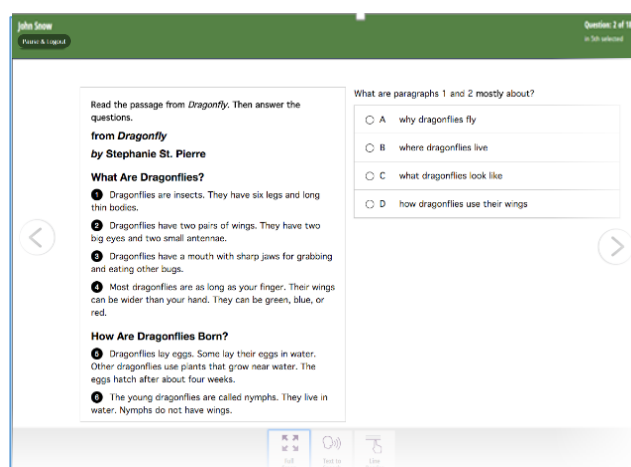 John Snow
Pause & Logout
Question: 2 of 18
in 5th selected
Read the passage from Dragonfly. Then answer the
questions.
from Dragonfly
by Stephanie St. Pierre
What Are Dragonflies?
1 Dragonflies are insects. They have six legs and long
thin bodies.
2 Dragonflies have two pairs of wings. They have two
big eyes and two small antennae.
3 Dragonflies have a mouth with sharp jaws for grabbing
and eating other bugs.
4 Most dragonflies are as long as your finger. Their wings
can be wider than your hand. They can be green, blue, or
red.
How Are Dragonflies Born?
5 Dragonflies lay eggs. Some lay their eggs in water.
Other dragonflies use plants that grow near water. The
eggs hatch after about four weeks.
6 The young dragonflies are called nymphs. They live in
water. Nymphs do not have wings.
What are paragraphs 1 and 2 mostly about?
A why dragonflies fly
B where dragonflies live
C what dragonflies look like
D how dragonflies use their wings
Full
Text to
Line